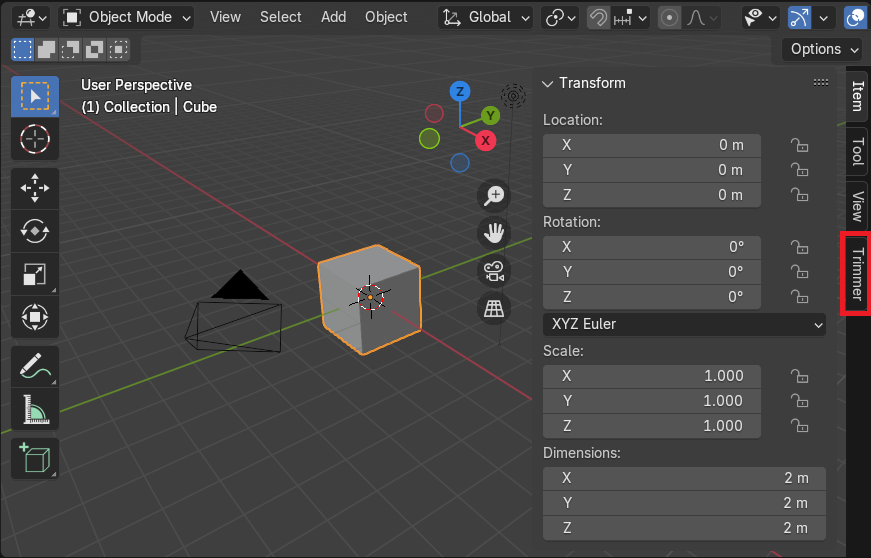 Object Mode View Select Add Object Global
Options
User Perspective
(1) Collection | Cube
Z
Y
X
Transform
Location:
X 0 m
Y 0 m
Z 0 m
Rotation:
X 0°
Y 0°
Z 0°
XYZ Euler
Scale:
X 1.000
Y 1.000
Z 1.000
Dimensions:
X 2 m
Y 2 m
Z 2 m
Item
Tool
View
Trimmer